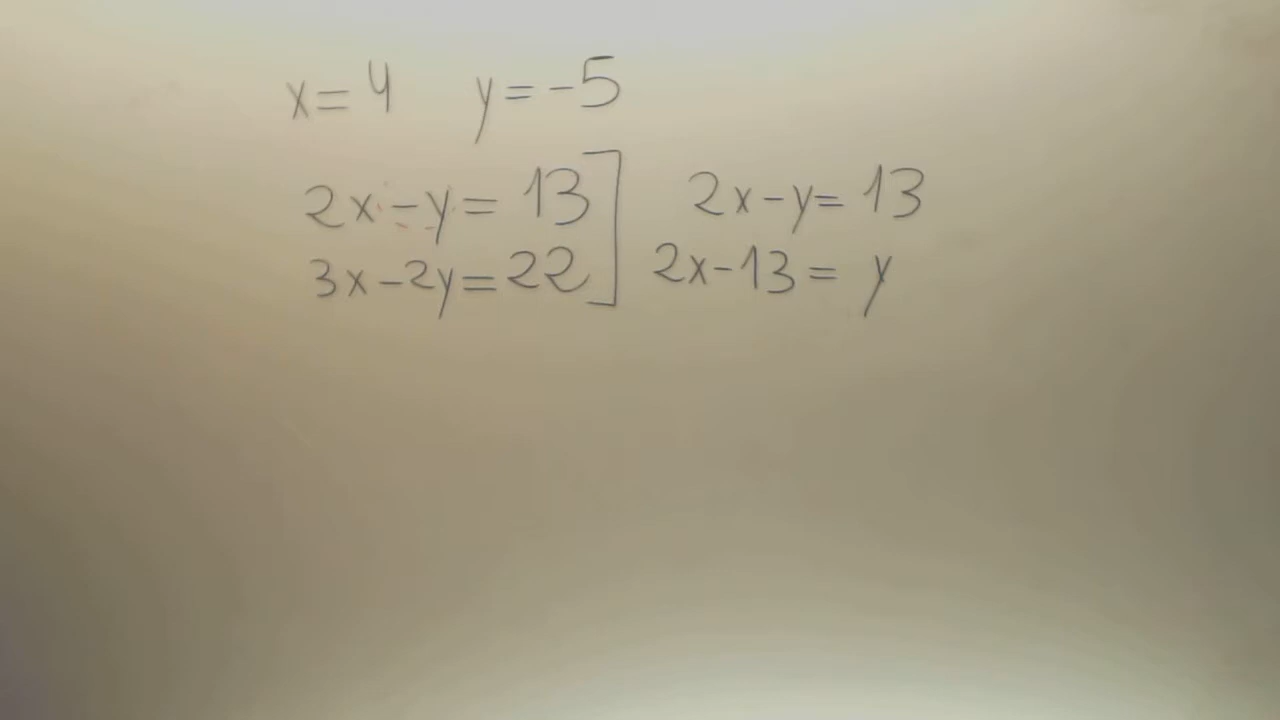 x = 4 y = -5
2x - y = 13 ] 2x - y = 13
3x - 2y = 22 ] 2x - 13 = y